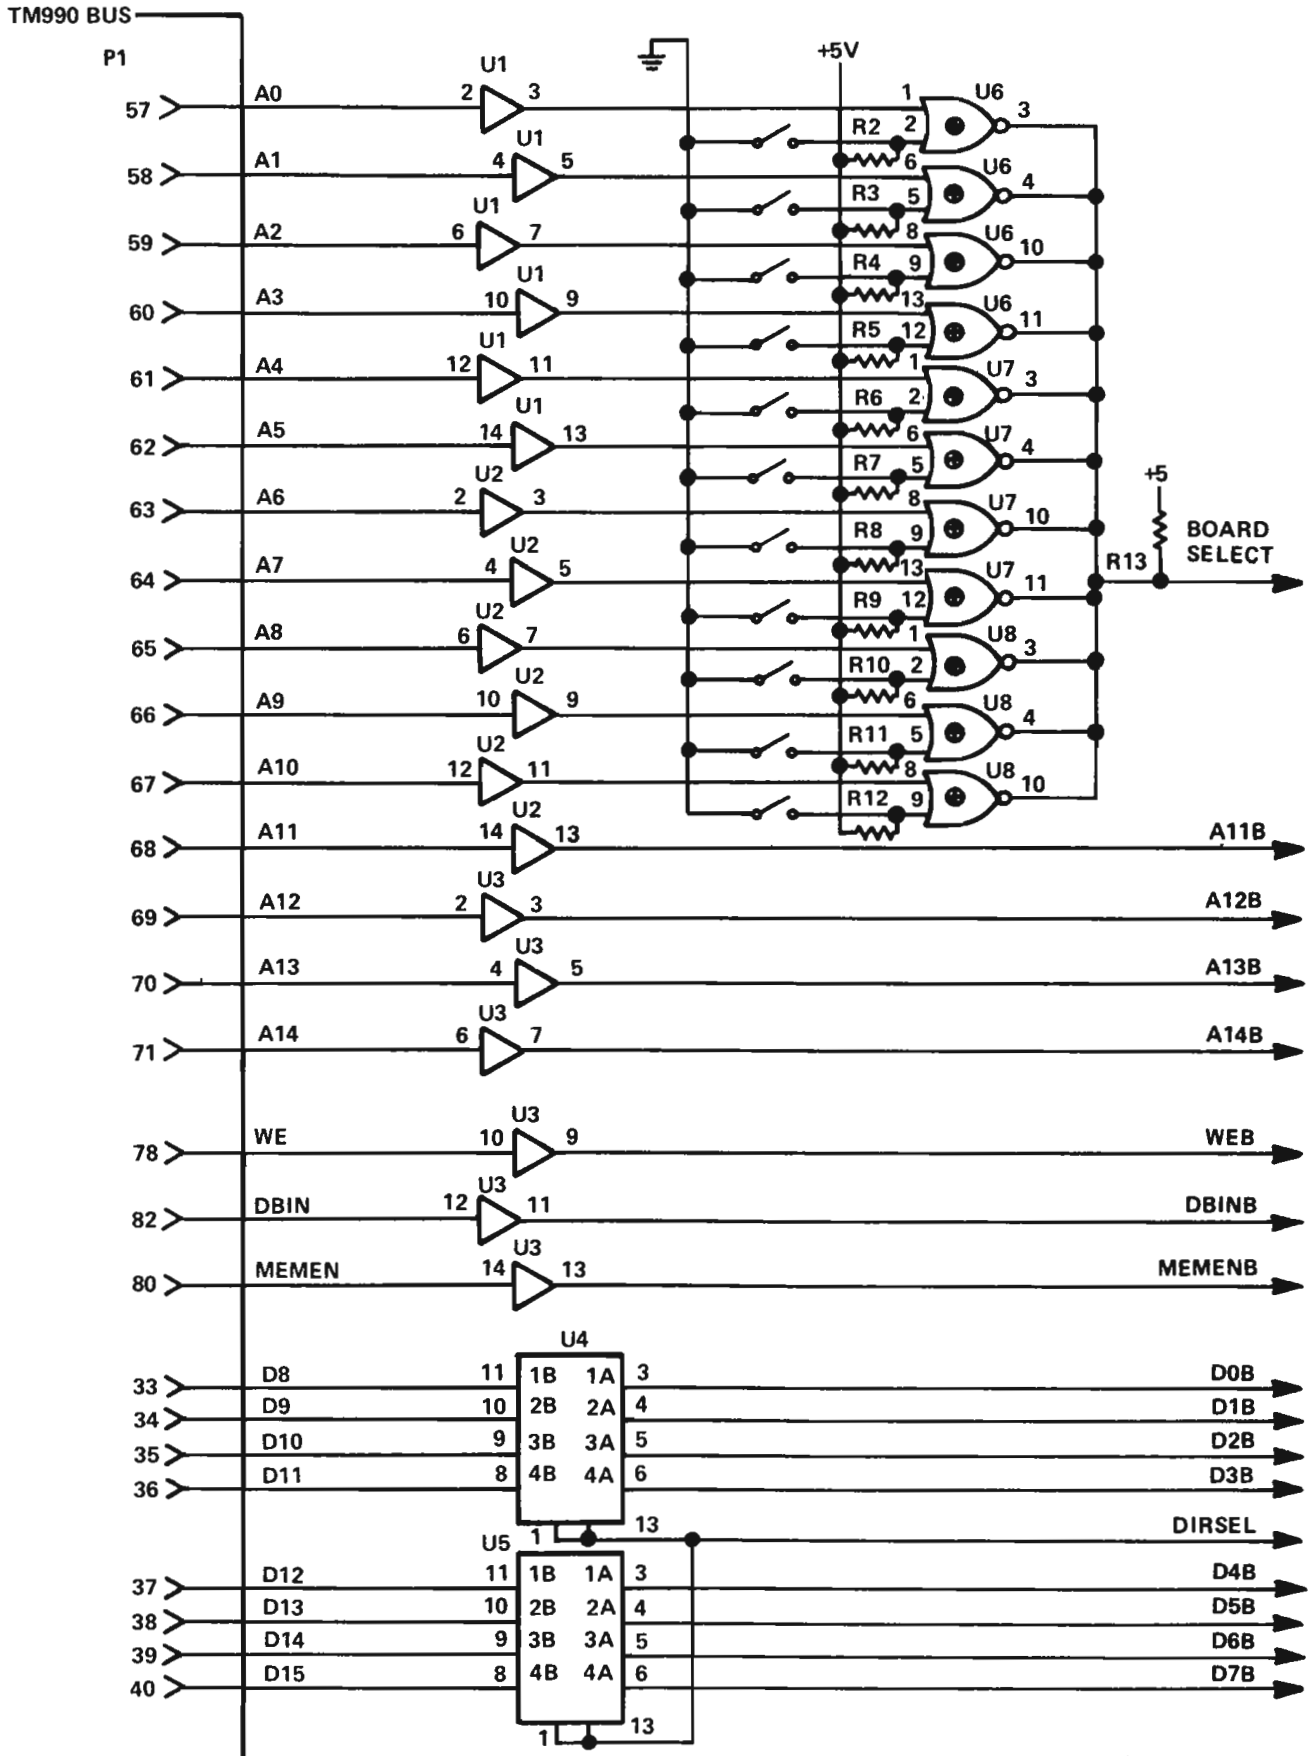 TM990 BUS
P1
+5V
57 A0 2 U1 3 1 2 R2 U6 3
58 A1 4 U1 5 6 5 R3 U6 4
59 A2 6 U1 7 8 9 R4 U6 10
60 A3 10 U1 9 13 12 R5 U6 11
61 A4 12 U1 11 1 2 R6 U7 3
62 A5 14 U1 13 6 5 R7 U7 4
63 A6 2 U2 3 8 9 R8 U7 10
+5
R13 BOARD
SELECT
64 A7 4 U2 5 13 12 R9 U7 11
65 A8 6 U2 7 1 2 R10 U8 3
66 A9 10 U2 9 6 5 R11 U8 4
67 A10 12 U2 11 8 9 R12 U8 10
68 A11 14 U2 13 A11B
69 A12 2 U3 3 A12B
70 A13 4 U3 5 A13B
71 A14 6 U3 7 A14B
78 WE 10 U3 9 WEB
82 DBIN 12 U3 11 DBINB
80 MEMEN 14 U3 13 MEMENB
U4
33 D8 11 1B 1A 3 D0B
34 D9 10 2B 2A 4 D1B
35 D10 9 3B 3A 5 D2B
36 D11 8 4B 4A 6 D3B
1 13 DIRSEL
U5
37 D12 11 1B 1A 3 D4B
38 D13 10 2B 2A 4 D5B
39 D14 9 3B 3A 5 D6B
40 D15 8 4B 4A 6 D7B
1 13